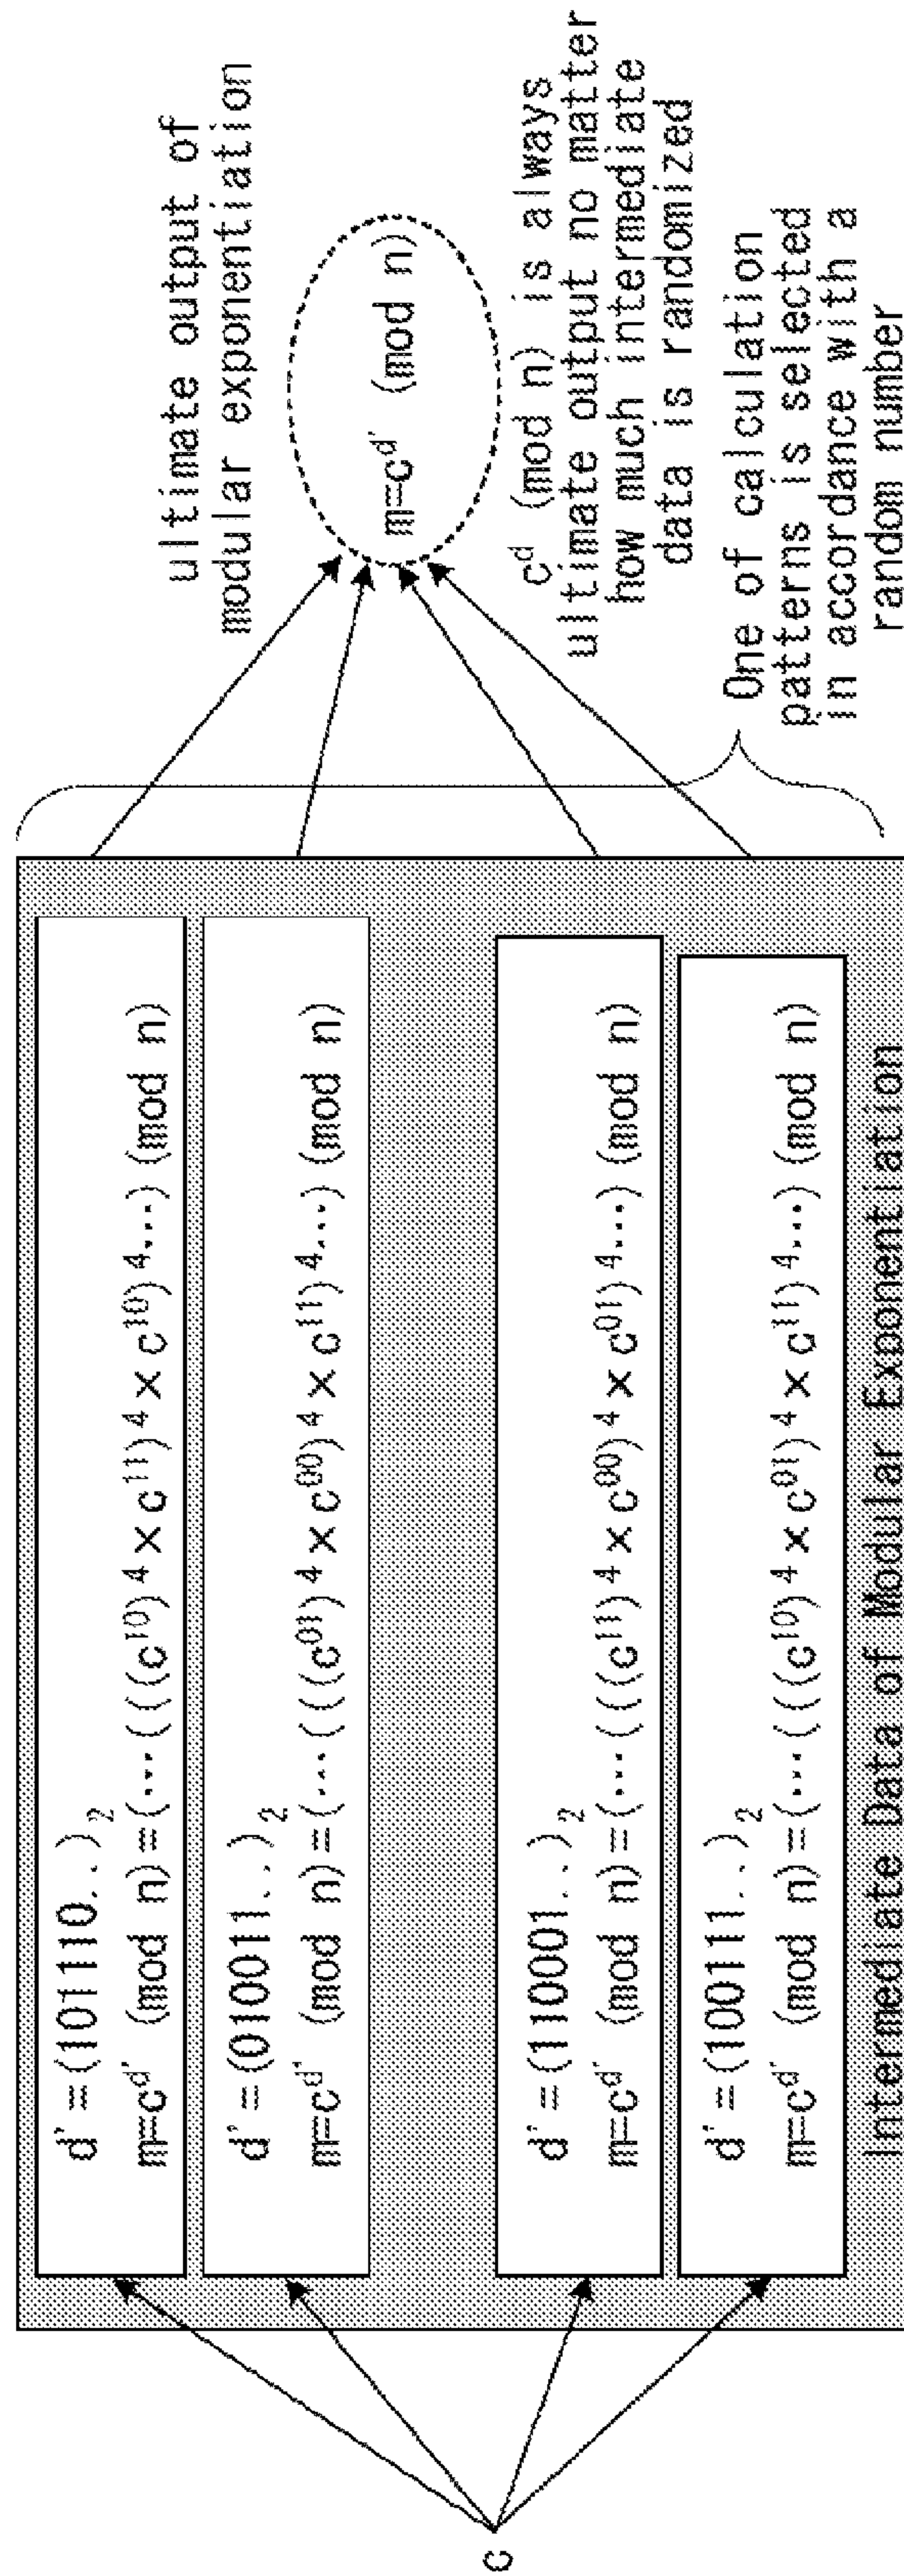 c
d' = (101110..)₂
m=c^d' (mod n) = (···(((c^10)^4 × c^11)^4 × c^10)^4···) (mod n)
d' = (010011..)₂
m=c^d' (mod n) = (···(((c^01)^4 × c^00)^4 × c^11)^4···) (mod n)
d' = (110001..)₂
m=c^d' (mod n) = (···(((c^11)^4 × c^00)^4 × c^01)^4···) (mod n)
d' = (100111..)₂
m=c^d' (mod n) = (···(((c^10)^4 × c^01)^4 × c^11)^4···) (mod n)
Intermediate Data of Modular Exponentiation
ultimate output of
modular exponentiation
m=c^d' (mod n)
c^d (mod n) is always
ultimate output no matter
how much intermediate
data is randomized
One of calculation
patterns is selected
in accordance with a
random number